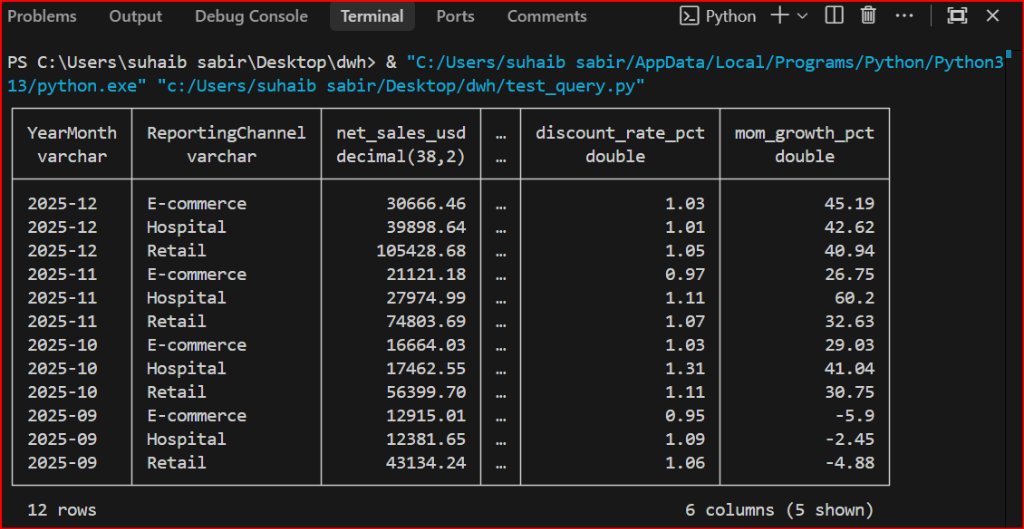 Problems Output Debug Console Terminal Ports Comments Python
PS C:\Users\suhaib sabir\Desktop\dwh> & "C:/Users/suhaib sabir/AppData/Local/Programs/Python/Python3
13/python.exe" "c:/Users/suhaib sabir/Desktop/dwh/test_query.py"
YearMonth ReportingChannel net_sales_usd … discount_rate_pct mom_growth_pct
varchar varchar decimal(38,2) … double double
2025-12 E-commerce 30666.46 … 1.03 45.19
2025-12 Hospital 39898.64 … 1.01 42.62
2025-12 Retail 105428.68 … 1.05 40.94
2025-11 E-commerce 21121.18 … 0.97 26.75
2025-11 Hospital 27974.99 … 1.11 60.2
2025-11 Retail 74803.69 … 1.07 32.63
2025-10 E-commerce 16664.03 … 1.03 29.03
2025-10 Hospital 17462.55 … 1.31 41.04
2025-10 Retail 56399.70 … 1.11 30.75
2025-09 E-commerce 12915.01 … 0.95 -5.9
2025-09 Hospital 12381.65 … 1.09 -2.45
2025-09 Retail 43134.24 … 1.06 -4.88
12 rows 6 columns (5 shown)